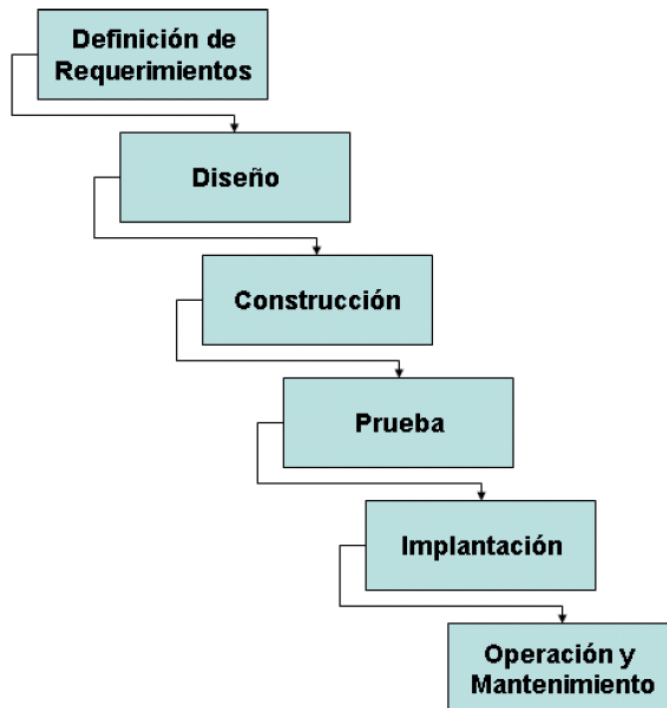 Definición de
Requerimientos
Diseño
Construcción
Prueba
Implantación
Operación y
Mantenimiento